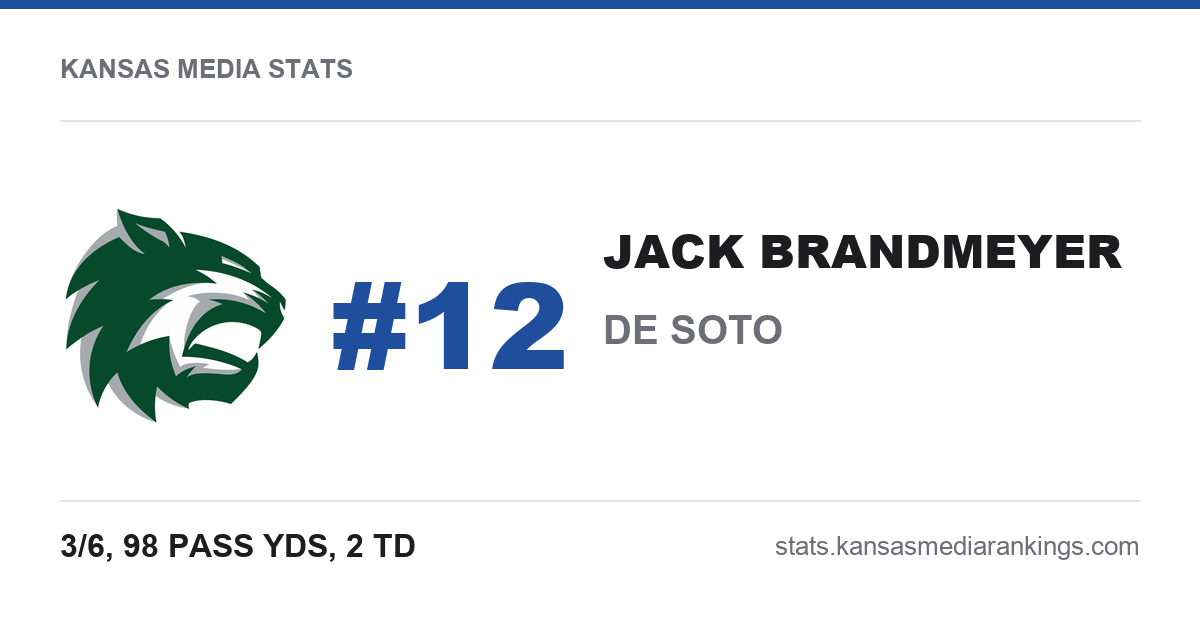 KANSAS MEDIA STATS
#12
JACK BRANDMEYER
DE SOTO
3/6, 98 PASS YDS, 2 TD
stats.kansasmediarankings.com